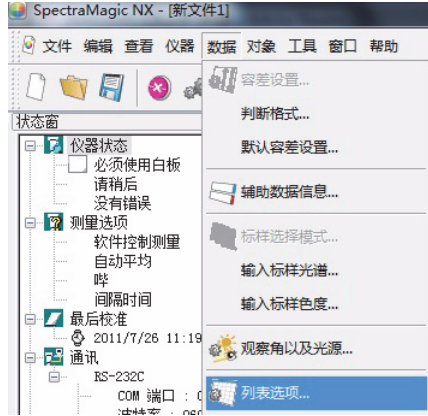 SpectraMagic NX - [新文件1]
文件 编辑 查看 仪器 数据 对象 工具 窗口 帮助
状态窗
仪器状态
必须使用白板
请稍后
没有错误
测量选项
软件控制测量
自动平均
哔
间隔时间
最后校准
2011/7/26 11:19
通讯
RS-232C
COM 端口 :
波特率 :
容差设置...
判断格式...
默认容差设置...
辅助数据信息...
标样选择模式...
输入标样光谱...
输入标样色度...
观察角以及光源...
列表选项...